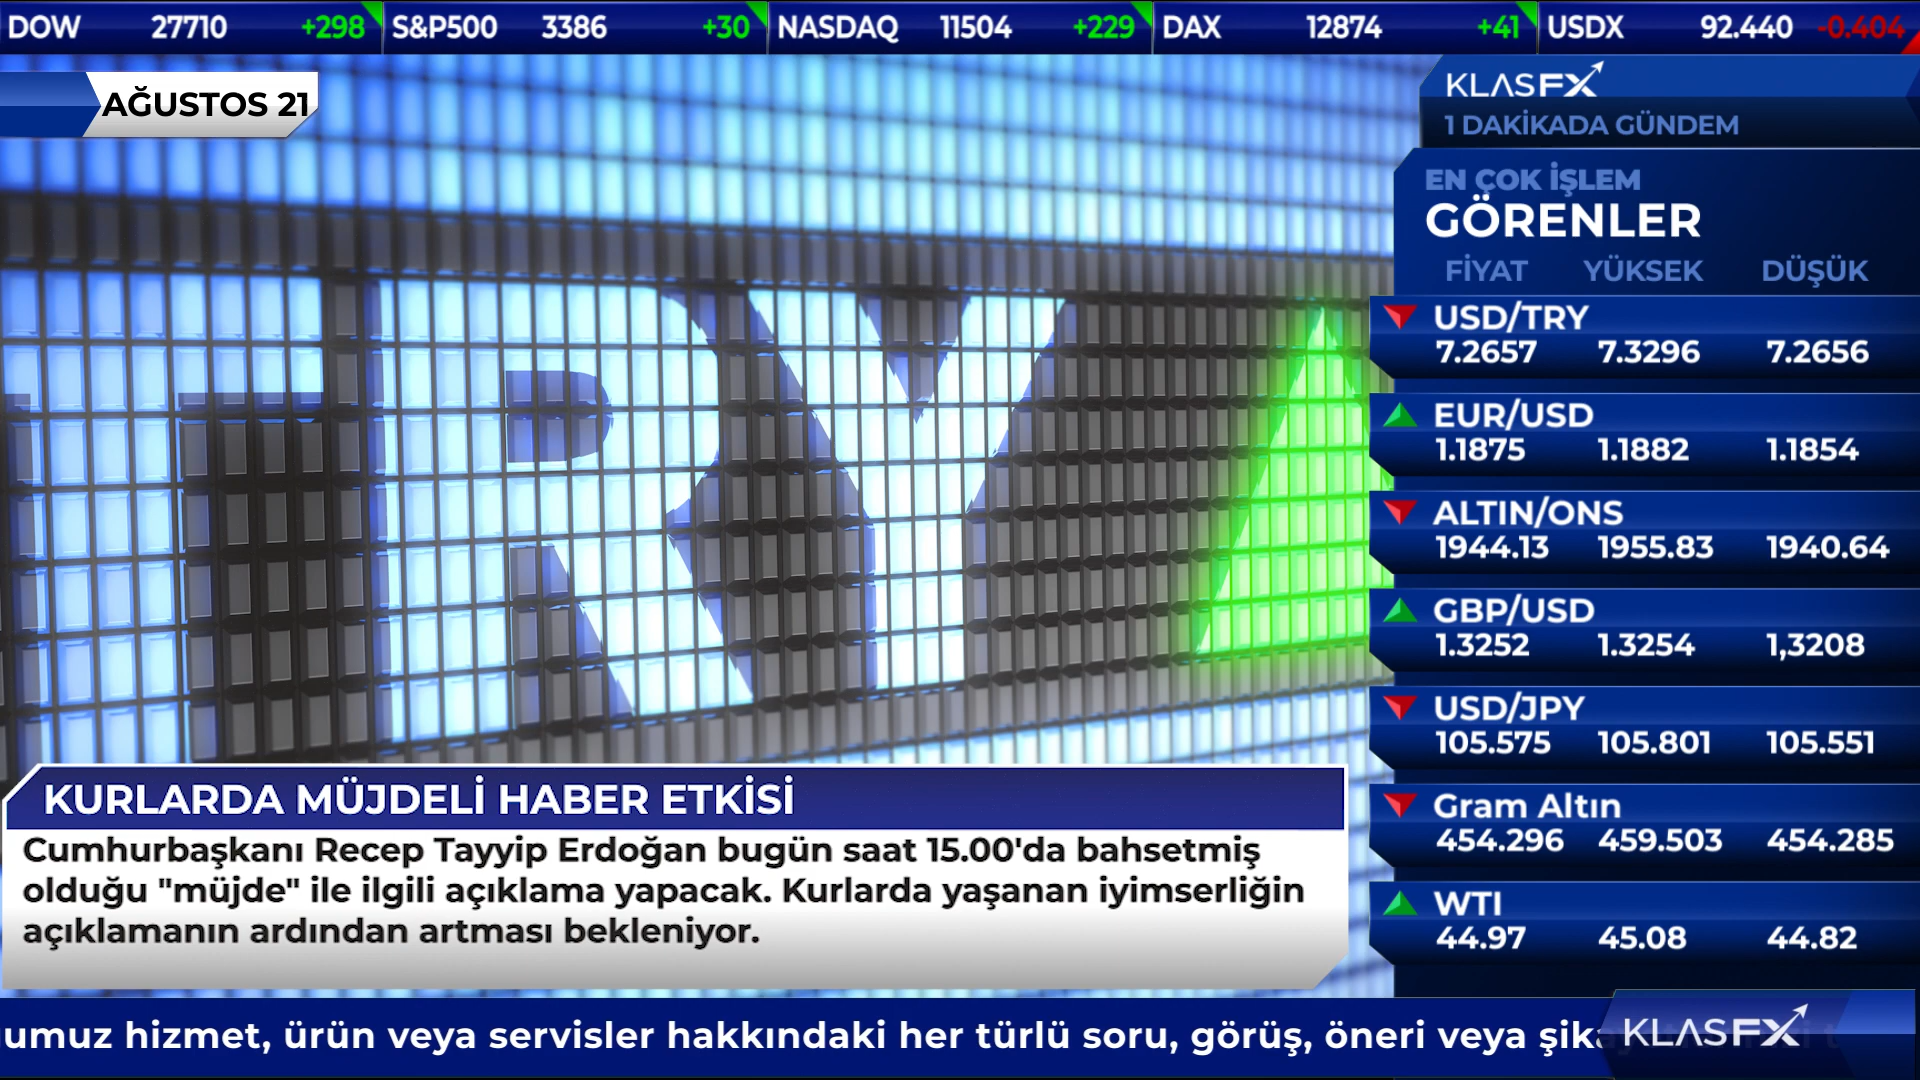 DOW 27710 +298 S&P500 3386 +30 NASDAQ 11504 +229 DAX 12874 +41 USDX 92.440 -0.404
AĞUSTOS 21
KLASFX
1 DAKİKADA GÜNDEM
EN ÇOK İŞLEM
GÖRENLER
FİYAT YÜKSEK DÜŞÜK
USD/TRY
7.2657 7.3296 7.2656
EUR/USD
1.1875 1.1882 1.1854
ALTIN/ONS
1944.13 1955.83 1940.64
GBP/USD
1.3252 1.3254 1,3208
USD/JPY
105.575 105.801 105.551
Gram Altın
454.296 459.503 454.285
WTI
44.97 45.08 44.82
RY
KURLARDA MÜJDELİ HABER ETKİSİ
Cumhurbaşkanı Recep Tayyip Erdoğan bugün saat 15.00'da bahsetmiş
olduğu "müjde" ile ilgili açıklama yapacak. Kurlarda yaşanan iyimserliğin
açıklamanın ardından artması bekleniyor.
hizmet, ürün veya servisler hakkındaki her türlü soru, görüş, öneri veya
KLASFX